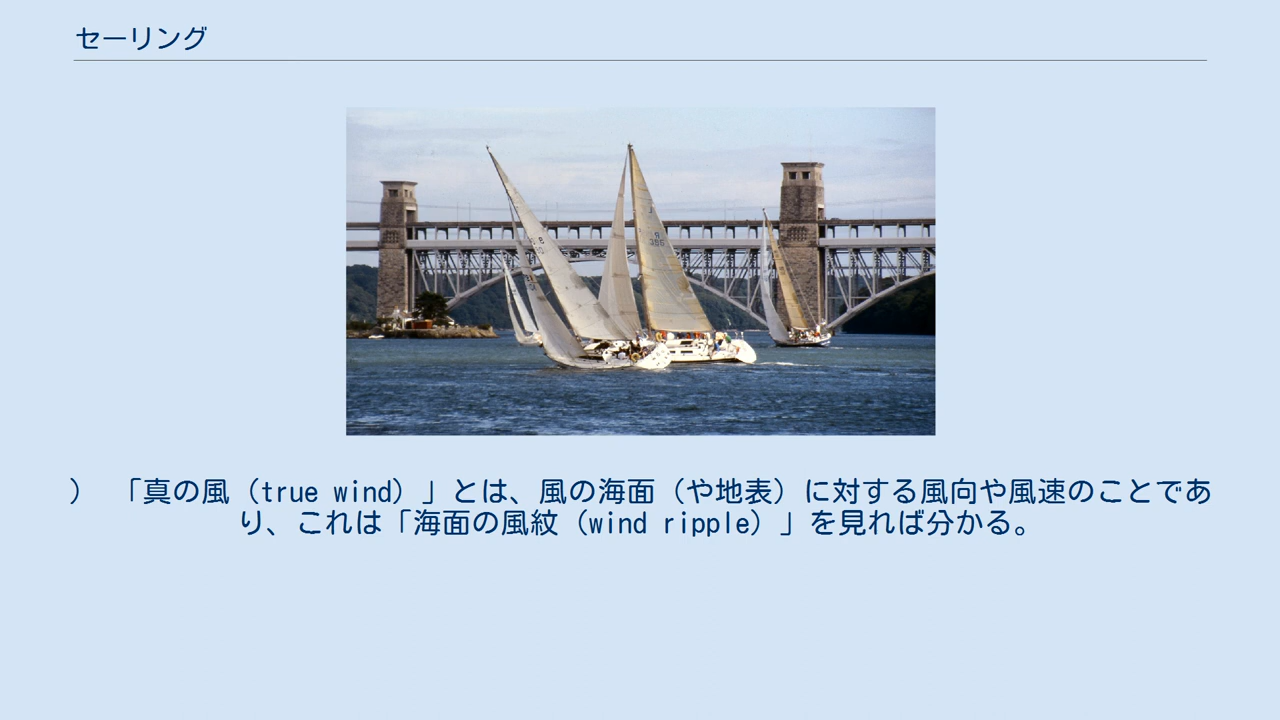 セーリング
） 「真の風（true wind）」とは、風の海面（や地表）に対する風向や風速のことであ
り、これは「海面の風紋（wind ripple）」を見れば分かる。